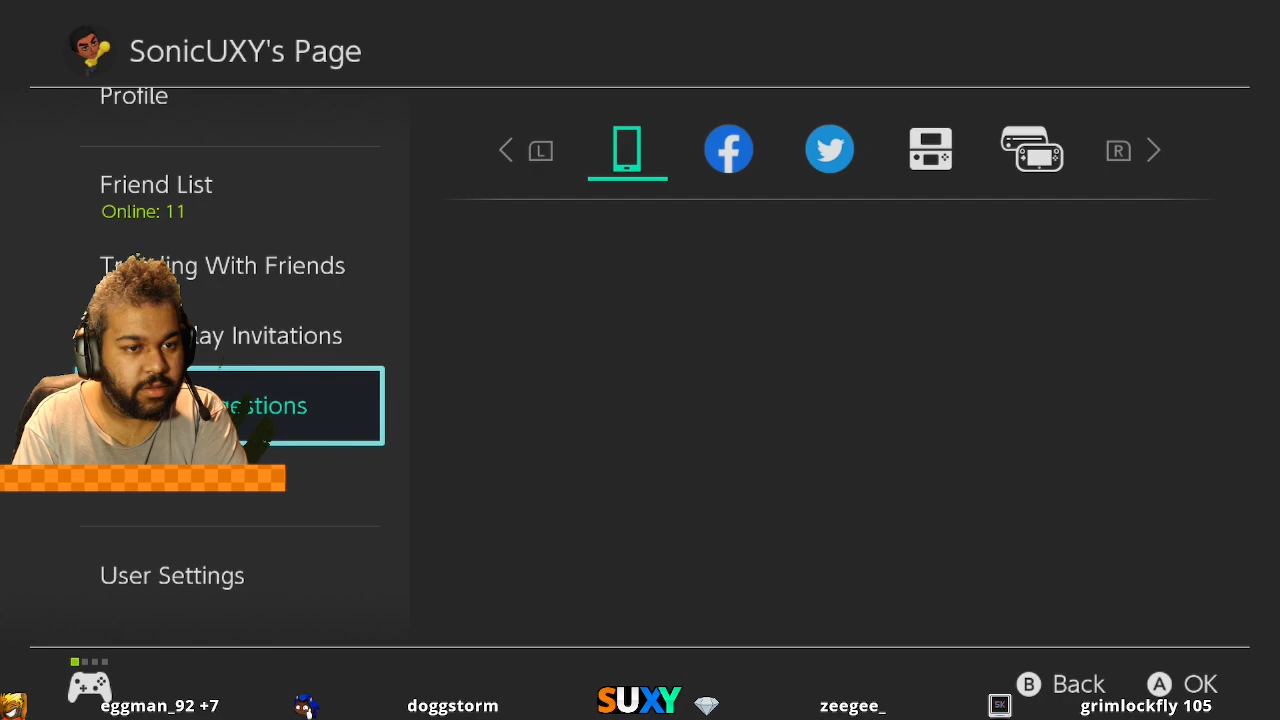 SonicUXY's Page
Profile
Friend List
Online: 11
With Friends
Invitations
User Settings
L
R
B Back
A OK
eggman_92 +7
doggstorm
SUXY
zeegee_
5K
grimlockfly 105